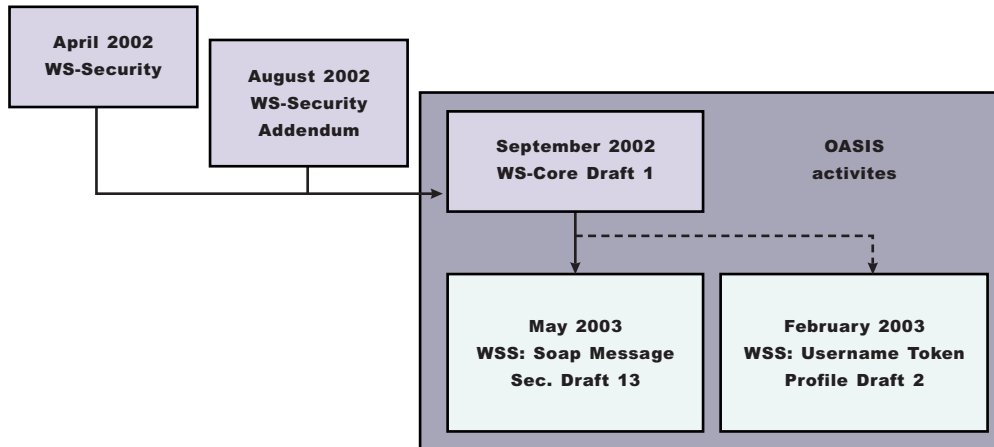 April 2002
WS-Security
August 2002
WS-Security
Addendum
September 2002
WS-Core Draft 1
OASIS
activites
May 2003
WSS: Soap Message
Sec. Draft 13
February 2003
WSS: Username Token
Profile Draft 2